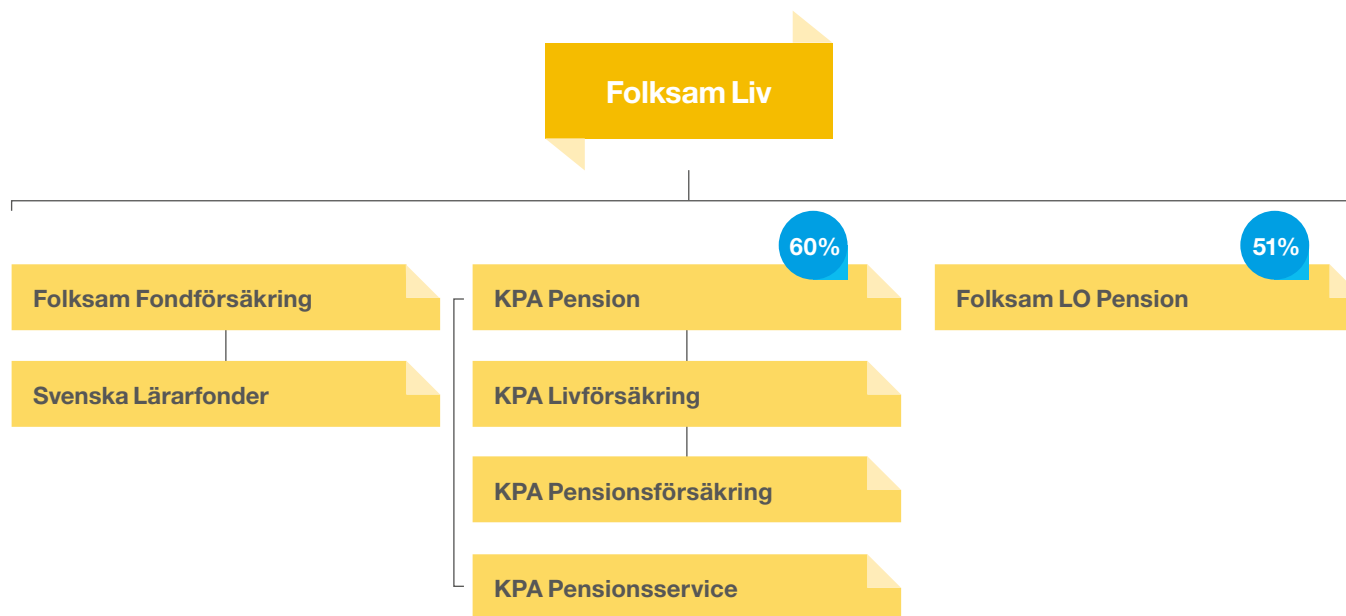 Folksam Liv
60%
51%
Folksam Fondförsäkring
KPA Pension
Folksam LO Pension
Svenska Lärarfonder
KPA Livförsäkring
KPA Pensionsförsäkring
KPA Pensionsservice